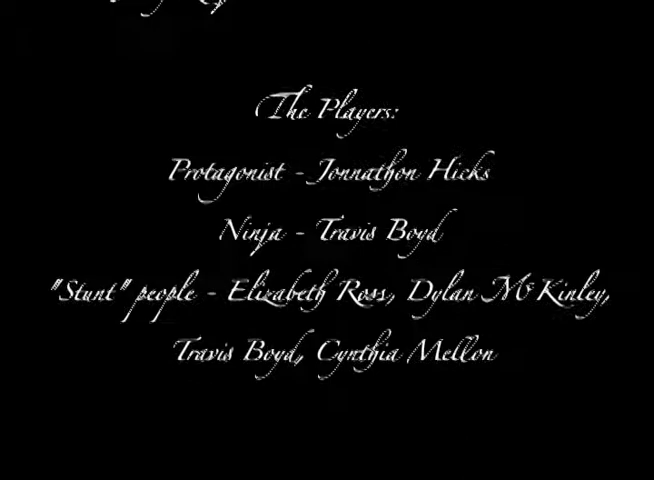 The Players:
Protagonist - Jonnathon Hicks
Ninja - Travis Boyd
"Stunt" people - Elizabeth Ross, Dylan McKinley,
Travis Boyd, Cynthia Mellon